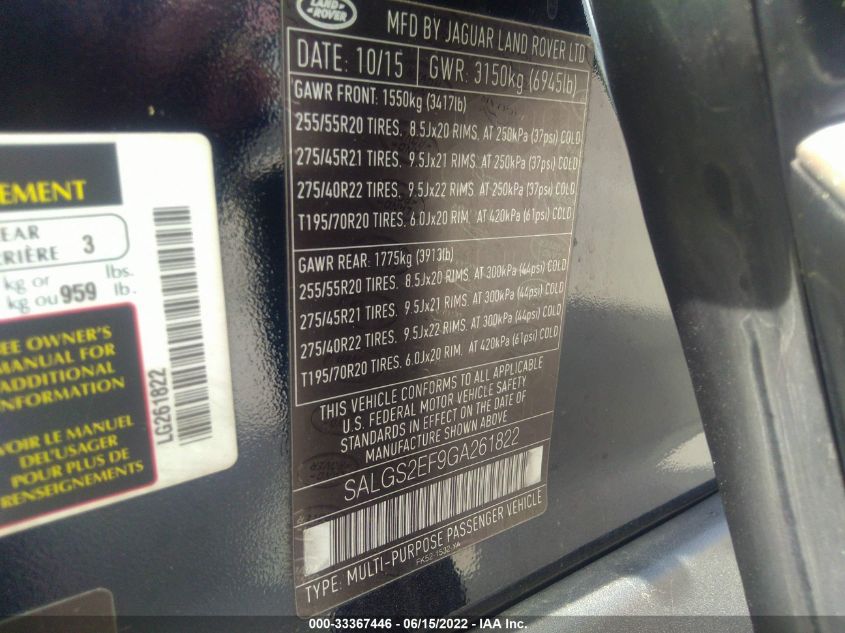 LAND
ROVER
MFD BY JAGUAR LAND ROVER LTD
DATE: 10/15
GWR: 3150kg (6945lb)
GAWR FRONT: 1550kg (3417lb)
255/55R20 TIRES. 8.5Jx20 RIMS. AT 250kPa (37psi) COLD
275/45R21 TIRES. 9.5Jx21 RIMS. AT 250kPa (37psi) COLD
275/40R22 TIRES. 9.5Jx22 RIMS. AT 250kPa (37psi) COLD
T195/70R20 TIRES. 6.0Jx20 RIM. AT 420kPa (61psi) COLD
GAWR REAR: 1775kg (3913lb)
255/55R20 TIRES. 8.5Jx20 RIMS. AT 300kPa (44psi) COLD
275/45R21 TIRES. 9.5Jx21 RIMS. AT 300kPa (44psi) COLD
275/40R22 TIRES. 9.5Jx22 RIMS. AT 300kPa (44psi) COLD
T195/70R20 TIRES. 6.0Jx20 RIM. AT 420kPa (61psi) COLD
THIS VEHICLE CONFORMS TO ALL APPLICABLE
U.S. FEDERAL MOTOR VEHICLE SAFETY
STANDARDS IN EFFECT ON THE DATE OF
MANUFACTURE SHOWN ABOVE
SALGS2EF9GA261822
TYPE: MULTI-PURPOSE PASSENGER VEHICLE
EMENT
EAR
RRIÈRE 3
kg or lbs.
kg ou 959 lb.
EE OWNER'S
MANUAL FOR
ADDITIONAL
INFORMATION
VOIR LE MANUEL
DEL'USAGER
POUR PLUS DE
RENSEIGNEMENTS
LG261822
000-33367446 - 06/15/2022 - IAA Inc.